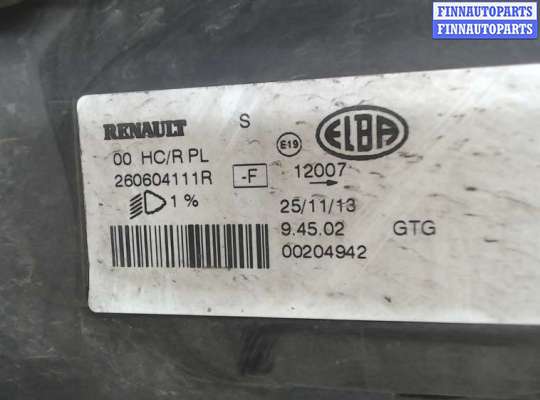 FINNAUTOPARTS
FINNAUTOPARTS
RENAULT S ELBA
00 HC/R PL E19
260604111R -F 12007
1 % 25/11/13
9.45.02 GTG
00204942